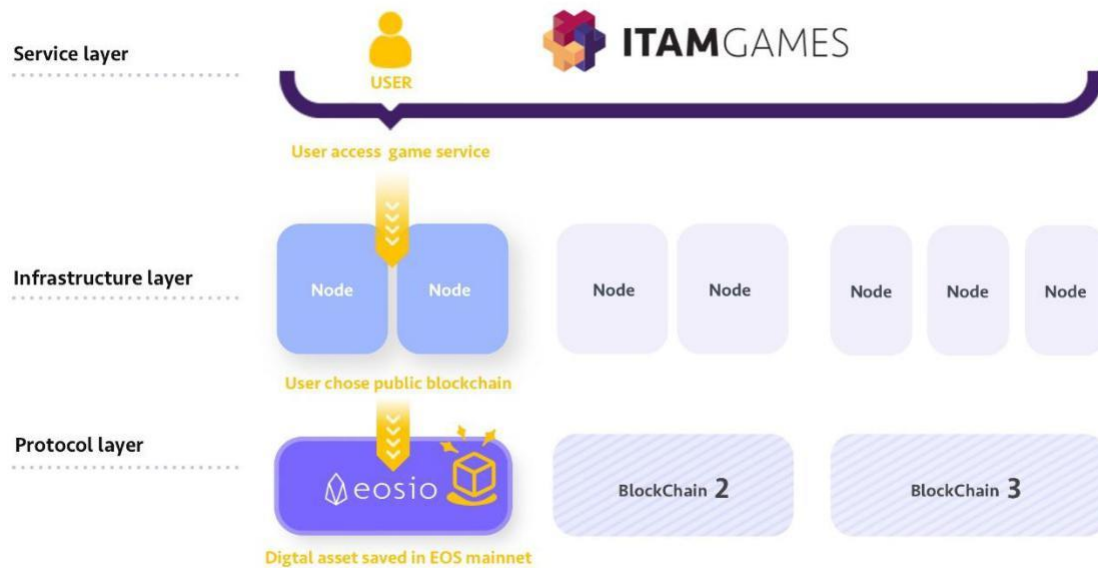 Service layer
USER
ITAMGAMES
User access game service
Infrastructure layer
Node Node Node Node Node Node Node
User chose public blockchain
Protocol layer
eosio
BlockChain 2
BlockChain 3
Digtal asset saved in EOS mainnet